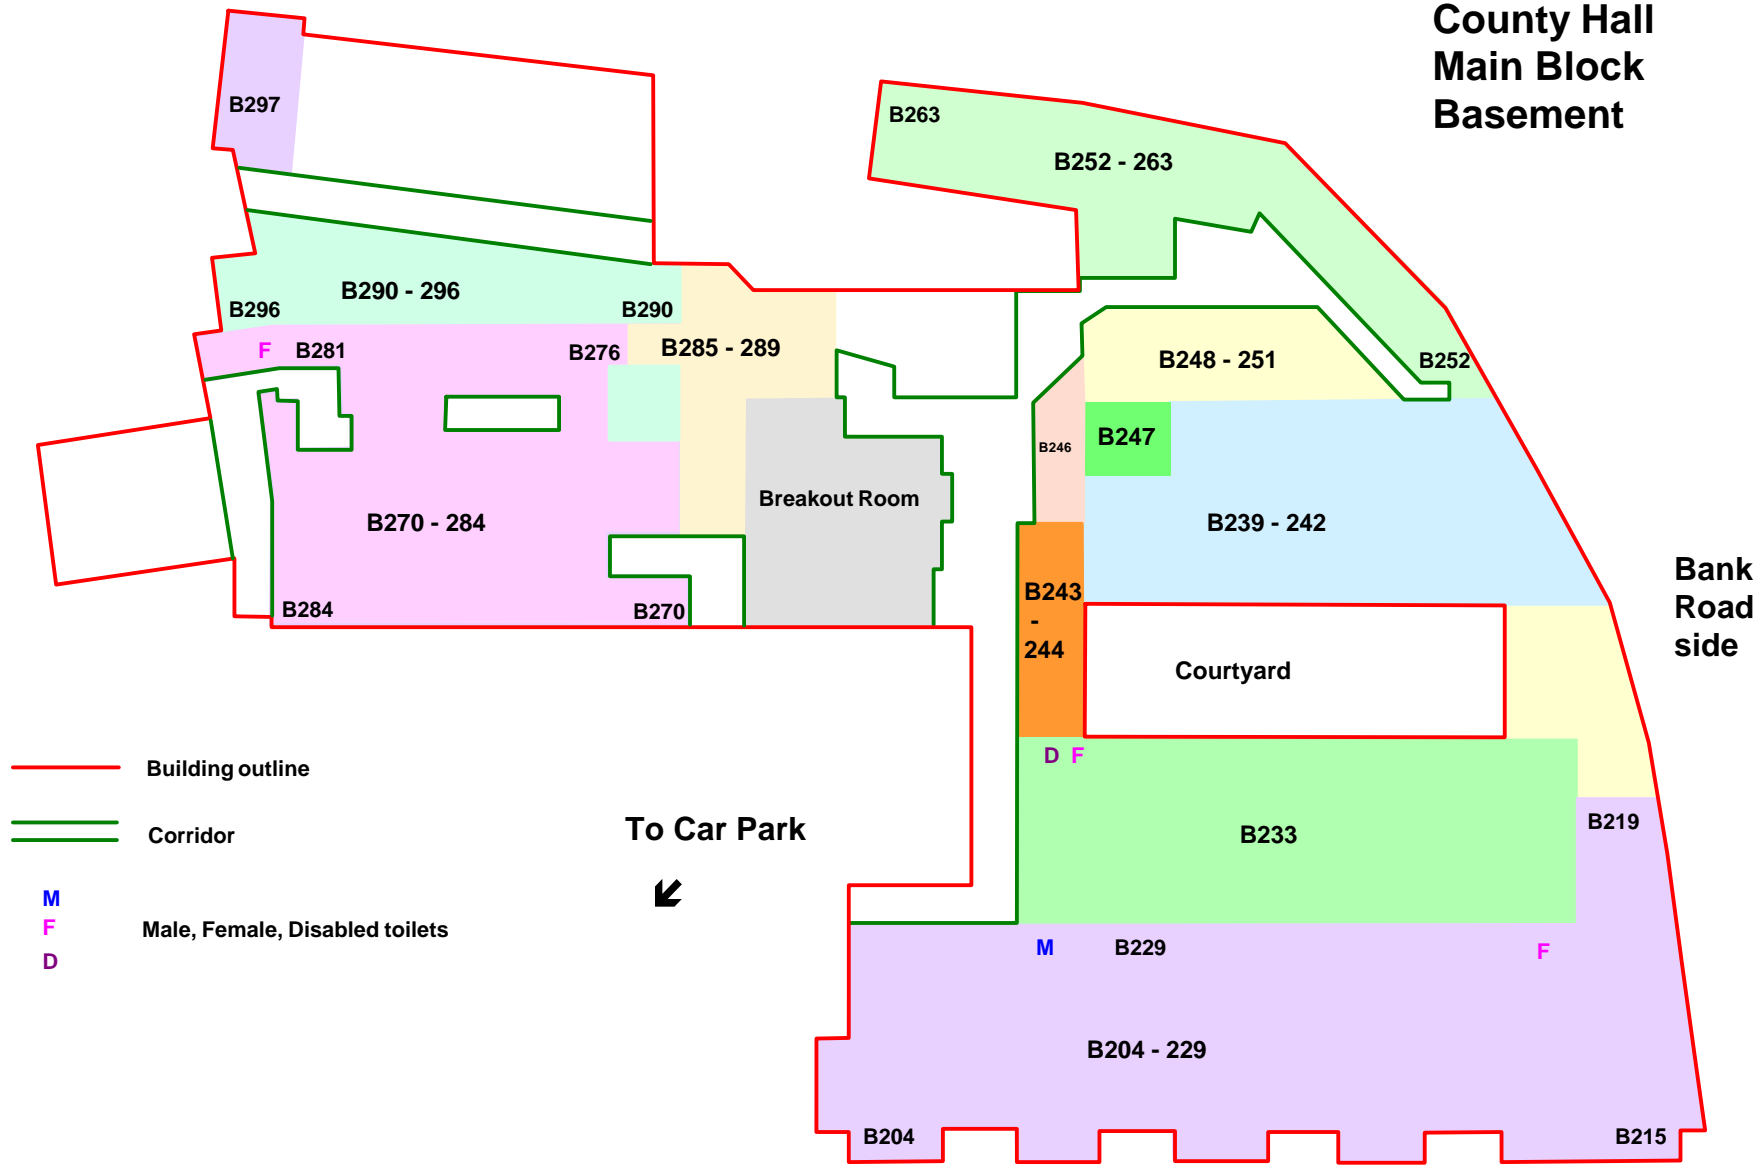 County Hall
Main Block
Basement
B297
B263
B252 - 263
B290 - 296
B296
B290
F
B281
B276
B285 - 289
B248 - 251
B252
B247
B246
Breakout Room
B270 - 284
B239 - 242
B284
B270
B243
-
244
Bank
Road
side
Courtyard
D F
Building outline
To Car Park
Corridor
B233
B219
M
F
D
Male, Female, Disabled toilets
M
B229
F
B204 - 229
B204
B215